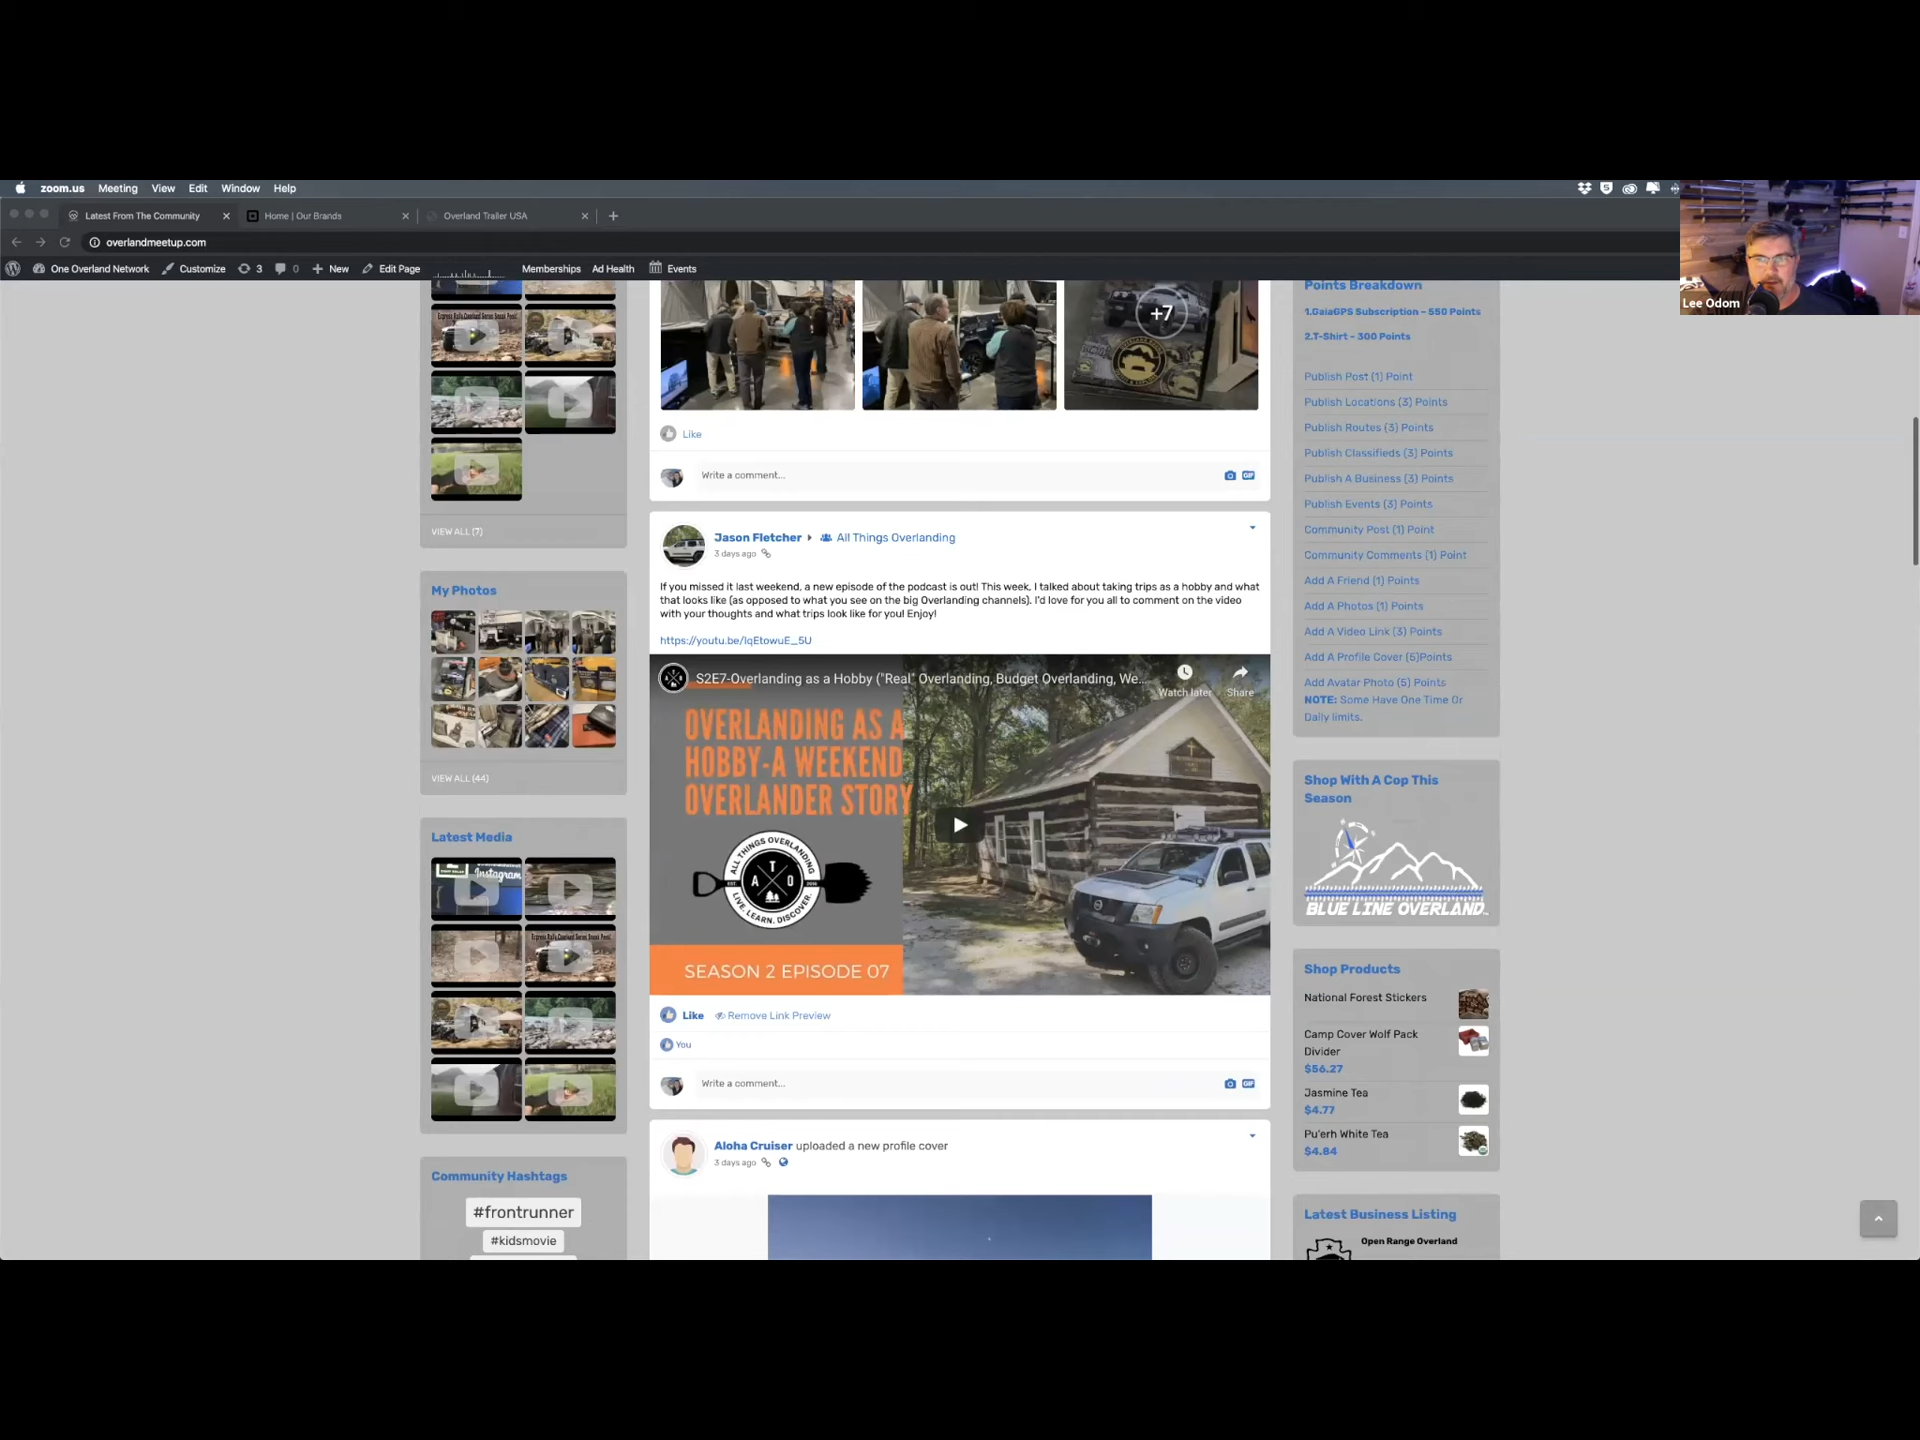 zoom.us Meeting View Edit Window Help
Latest From The Community
Home | Our Brands
Overland Trailer USA
overlandmeetup.com
One Overland Network Customize 3 0 New Edit Page Memberships Ad Health Events
Lee Odom
VIEW ALL (7)
My Photos
VIEW ALL (44)
Latest Media
Instagram
Community Hashtags
#frontrunner
#kidsmovie
+7
Like
Write a comment...
GIF
Jason Fletcher All Things Overlanding
3 days ago
If you missed it last weekend, a new episode of the podcast is out! This week, I talked about taking trips as a hobby and what
that looks like (as opposed to what you see on the big Overlanding channels). I'd love for you all to comment on the video
with your thoughts and what trips look like for you! Enjoy!
https://youtu.be/lqEtowuE_5U
S2E7-Overlanding as a Hobby ("Real" Overlanding, Budget Overlanding, We...
Watch later
Share
OVERLANDING AS A
HOBBY-A WEEKEND
OVERLANDER STORY
ALL THINGS OVERLANDING
A T O
LIVE. LEARN. DISCOVER.
SEASON 2 EPISODE 07
Like Remove Link Preview
You
Write a comment...
GIF
Aloha Cruiser uploaded a new profile cover
3 days ago
Points Breakdown
1.GaiaGPS Subscription – 550 Points
2.T-Shirt – 300 Points
Publish Post (1) Point
Publish Locations (3) Points
Publish Routes (3) Points
Publish Classifieds (3) Points
Publish A Business (3) Points
Publish Events (3) Points
Community Post (1) Point
Community Comments (1) Point
Add A Friend (1) Points
Add A Photos (1) Points
Add A Video Link (3) Points
Add A Profile Cover (5)Points
Add Avatar Photo (5) Points
NOTE: Some Have One Time Or
Daily limits.
Shop With A Cop This
Season
BLUE LINE OVERLAND
Shop Products
National Forest Stickers
Camp Cover Wolf Pack
Divider
$56.27
Jasmine Tea
$4.77
Pu'erh White Tea
$4.84
Latest Business Listing
Open Range Overland